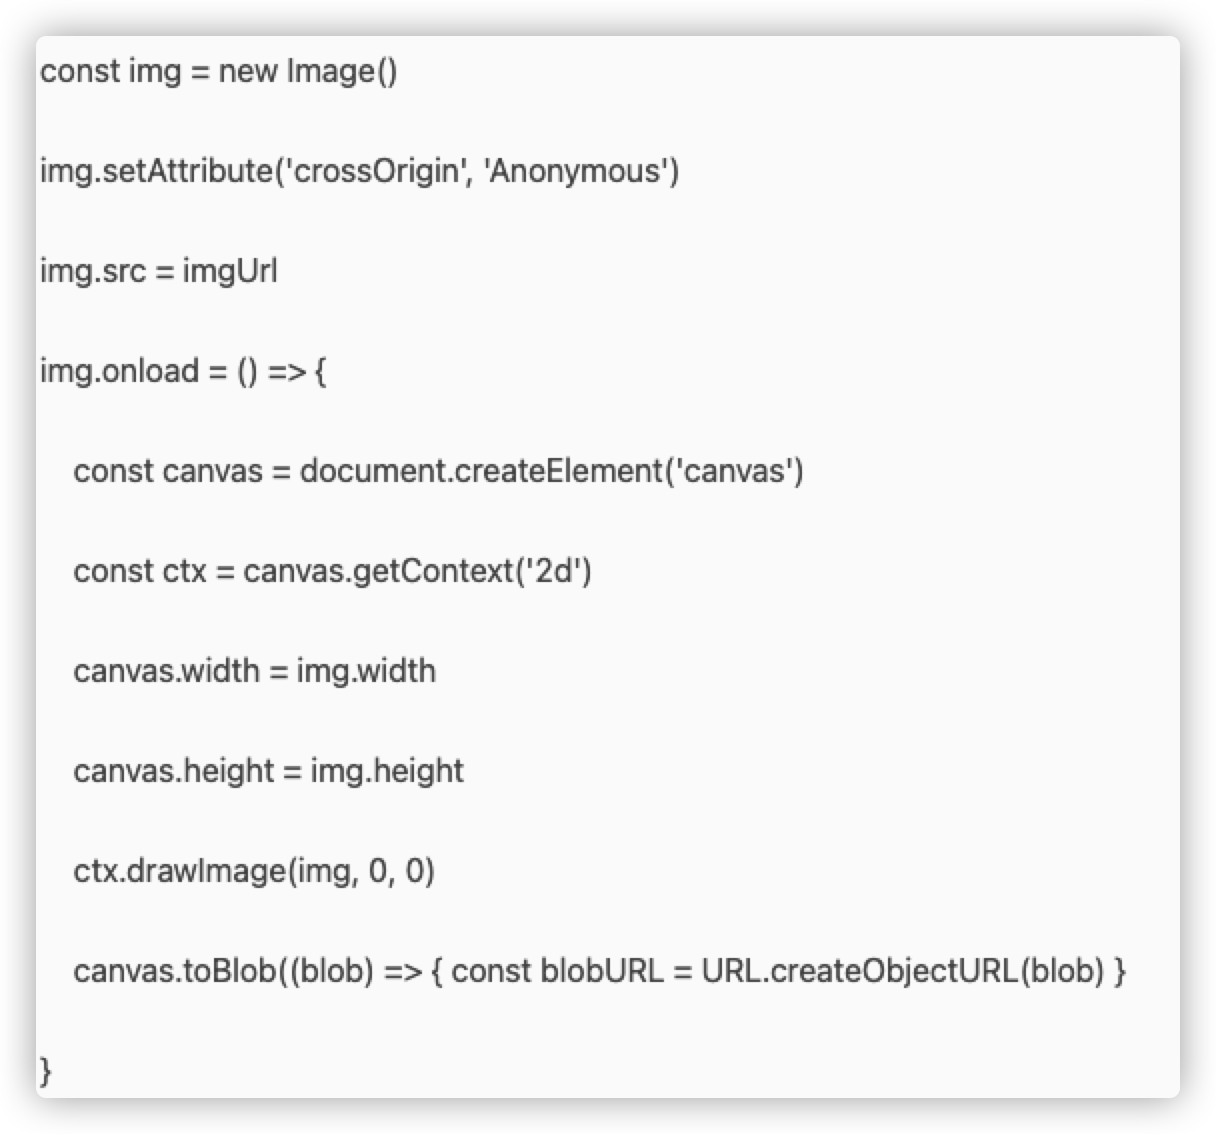 const img = new Image()
img.setAttribute('crossOrigin', 'Anonymous')
img.src = imgUrl
img.onload = () => {
    const canvas = document.createElement('canvas')
    const ctx = canvas.getContext('2d')
    canvas.width = img.width
    canvas.height = img.height
    ctx.drawImage(img, 0, 0)
    canvas.toBlob((blob) => { const blobURL = URL.createObjectURL(blob) }
}